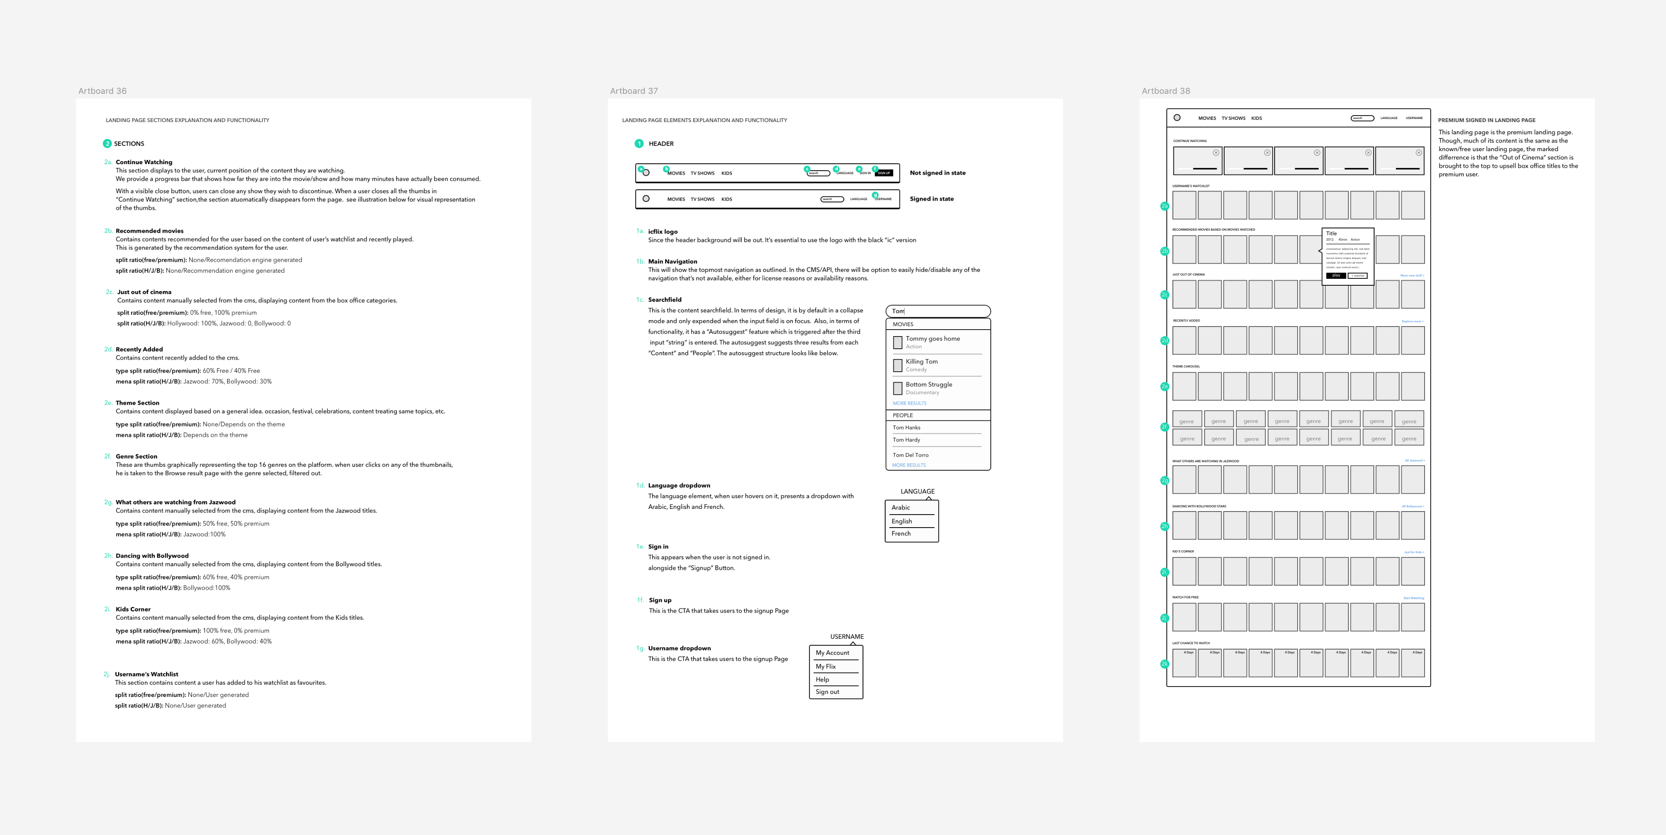 Artboard 36
LANDING PAGE SECTIONS EXPLANATION AND FUNCTIONALITY
2 SECTIONS
2a. Continue Watching
This section displays to the user, current position of the content they are watching.
We provide a progress bar that shows how far they are into the movie/show and how many minutes have actually been consumed.
With a visible close button, users can close any show they wish to discontinue. When a user closes all the thumbs in
"Continue Watching" section,the section atuomatically disappears form the page. see illustration below for visual representation
of the thumbs.
2b. Recommended movies
Contains contents recommended for the user based on the content of user's watchlist and recently played.
This is generated by the recommendation system for the user.
split ratio(free/premium): None/Recomendation engine generated
split ratio(H/J/B): None/Recommendation engine generated
2c. Just out of cinema
Contains content manually selected from the cms, displaying content from the box office categories.
split ratio(free/premium): 0% free, 100% premium
split ratio(H/J/B): Hollywood: 100%, Jazwood: 0, Bollywood: 0
2d. Recently Added
Contains content recently added to the cms.
type split ratio(free/premium): 60% Free / 40% Free
mena split ratio(H/J/B): Jazwood: 70%, Bollywood: 30%
2e. Theme Section
Contains content displayed based on a general idea. occasion, festival, celebrations, content treating same topics, etc.
type split ratio(free/premium): None/Depends on the theme
mena split ratio(H/J/B): Depends on the theme
2f. Genre Section
These are thumbs graphically representing the top 16 genres on the platform. when user clicks on any of the thumbnails,
he is taken to the Browse result page with the genre selected, filtered out.
2g. What others are watching from Jazwood
Contains content manually selected from the cms, displaying content from the Jazwood titles.
type split ratio(free/premium): 50% free, 50% premium
mena split ratio(H/J/B): Jazwood:100%
2h. Dancing with Bollywood
Contains content manually selected from the cms, displaying content from the Bollywood titles.
type split ratio(free/premium): 60% free, 40% premium
mena split ratio(H/J/B): Bollywood:100%
2i. Kids Corner
Contains content manually selected from the cms, displaying content from the Kids titles.
type split ratio(free/premium): 100% free, 0% premium
mena split ratio(H/J/B): Jazwood: 60%, Bollywood: 40%
2j. Username's Watchlist
This section contains content a user has added to his watchlist as favourites.
split ratio(free/premium): None/User generated
split ratio(H/J/B): None/User generated
Artboard 37
LANDING PAGE ELEMENTS EXPLANATION AND FUNCTIONALITY
1 HEADER
MOVIES TV SHOWS KIDS search LANGUAGE SIGN IN SIGN UP
Not signed in state
MOVIES TV SHOWS KIDS search LANGUAGE USERNAME
Signed in state
1a. icflix logo
Since the header background will be out. It's essential to use the logo with the black "ic" version
1b. Main Navigation
This will show the topmost navigation as outlined. In the CMS/API, there will be option to easily hide/disable any of the
navigation that's not available, either for license reasons or availability reasons.
1c. Searchfield
This is the content searchfield. In terms of design, it is by default in a collapse
mode and only expended when the input field is on focus. Also, in terms of
functionality, it has a "Autosuggest" feature which is triggered after the third
input "string" is entered. The autosuggest suggests three results from each
"Content" and "People". The autosuggest structure looks like below.
Tom
MOVIES
Tommy goes home
Action
Killing Tom
Comedy
Bottom Struggle
Documentary
MORE RESULTS
PEOPLE
Tom Hanks
Tom Hardy
Tom Del Torro
MORE RESULTS
1d. Language dropdown
The language element, when user hovers on it, presents a dropdown with
Arabic, English and French.
LANGUAGE
Arabic
English
French
1e. Sign in
This appears when the user is not signed in.
alongside the "Signup" Button.
1f. Sign up
This is the CTA that takes users to the signup Page
1g. Username dropdown
This is the CTA that takes users to the signup Page
USERNAME
My Account
My Flix
Help
Sign out
Artboard 38
MOVIES TV SHOWS KIDS search LANGUAGE USERNAME
CONTINUE WATCHING
USERNAME'S WATCHLIST
RECOMMENDED MOVIES BASED ON MOVIES WATCHED
Title
2012 45min Action
JUST OUT OF CINEMA
RECENTLY ADDED
THEME CAROUSEL
genre genre genre genre genre genre genre genre
genre genre genre genre genre genre genre genre
WHAT OTHERS ARE WATCHING IN JAZWOOD
DANCING WITH BOLLYWOOD STARS
KID'S CORNER
WATCH FOR FREE
LAST CHANCE TO WATCH
4 Days 4 Days 4 Days 4 Days 4 Days 4 Days 4 Days 4 Days 4 Days 4 Days
PREMIUM SIGNED IN LANDING PAGE
This landing page is the premium landing page.
Though, much of its content is the same as the
known/free user landing page, the marked
difference is that the "Out of Cinema" section is
brought to the top to upsell box office titles to the
premium user.